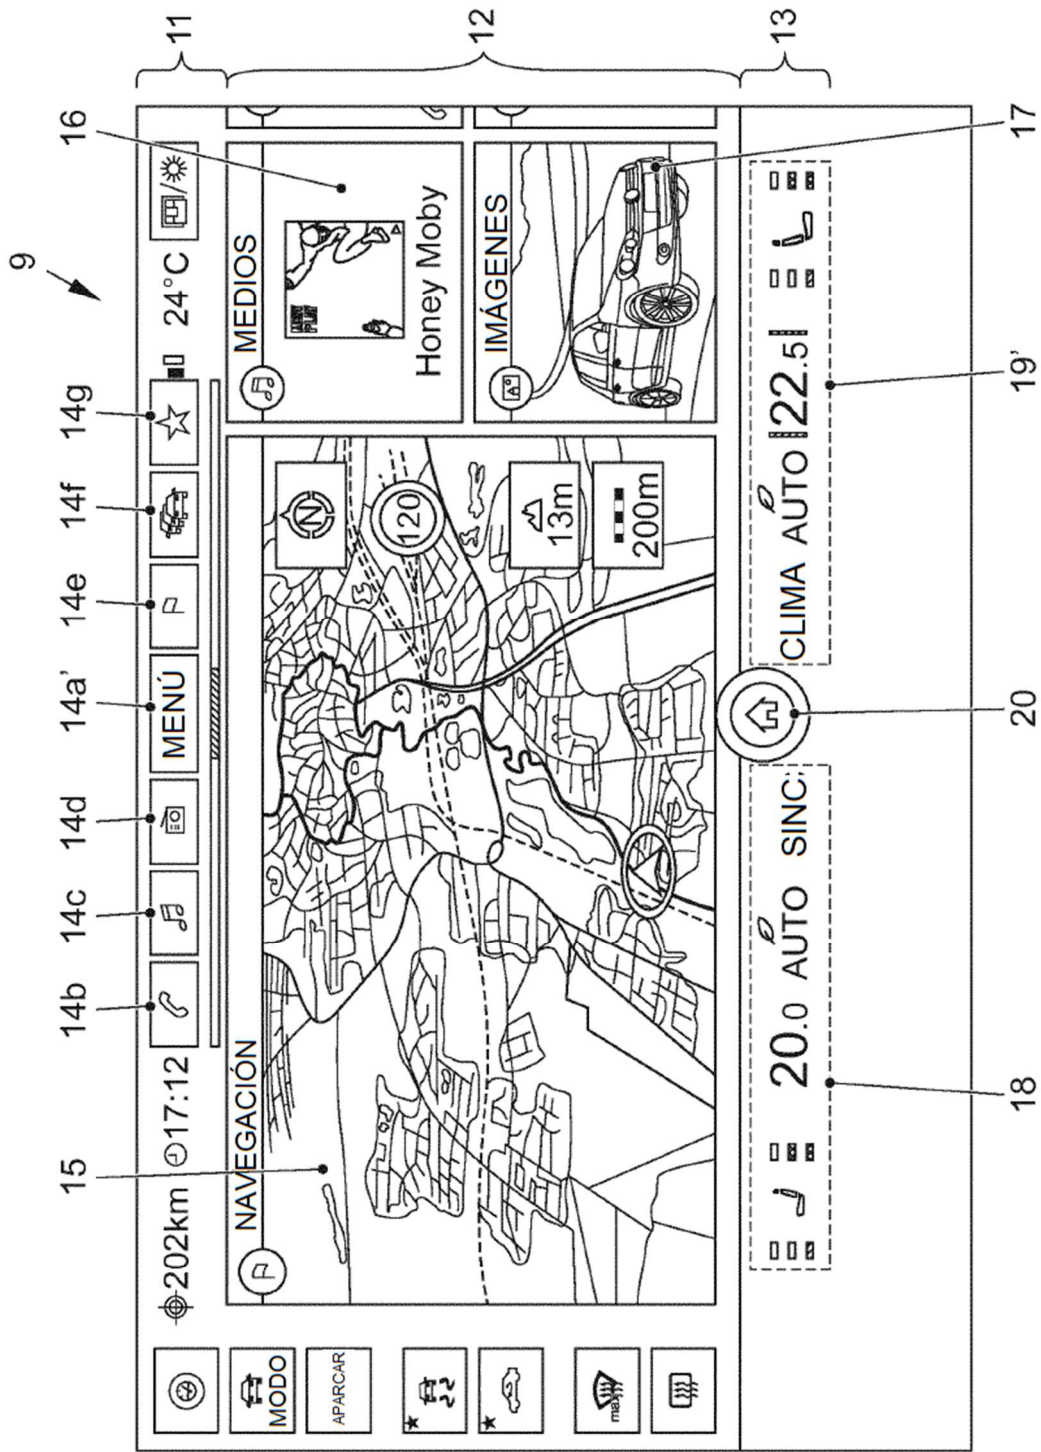 9
14b
14c
14d
14a'
14e
14f
14g
16
11
12
13
202km 17:12
MENÚ
24°C
15
MODO
APARCAR
max
NAVEGACIÓN
N
120
13m
200m
MEDIOS
Honey Moby
IMÁGENES
20.0 AUTO SINC.
CLIMA AUTO 22.5
18
20
19'
17